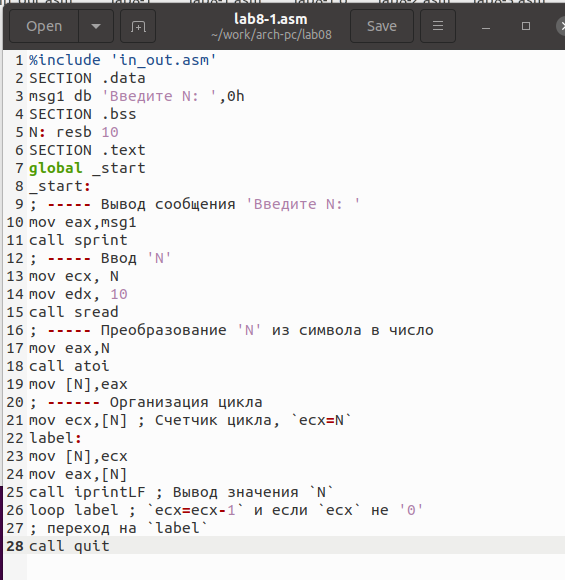 Open
lab8-1.asm
~/work/arch-pc/lab08
Save
1 %include 'in_out.asm'
2 SECTION .data
3 msg1 db 'Введите N: ',0h
4 SECTION .bss
5 N: resb 10
6 SECTION .text
7 global _start
8 _start:
9 ; ----- Вывод сообщения 'Введите N: '
10 mov eax,msg1
11 call sprint
12 ; ----- Ввод 'N'
13 mov ecx, N
14 mov edx, 10
15 call sread
16 ; ----- Преобразование 'N' из символа в число
17 mov eax,N
18 call atoi
19 mov [N],eax
20 ; ------ Организация цикла
21 mov ecx,[N] ; Счетчик цикла, `ecx=N`
22 label:
23 mov [N],ecx
24 mov eax,[N]
25 call iprintLF ; Вывод значения `N`
26 loop label ; `ecx=ecx-1` и если `ecx` не '0'
27 ; переход на `label`
28 call quit